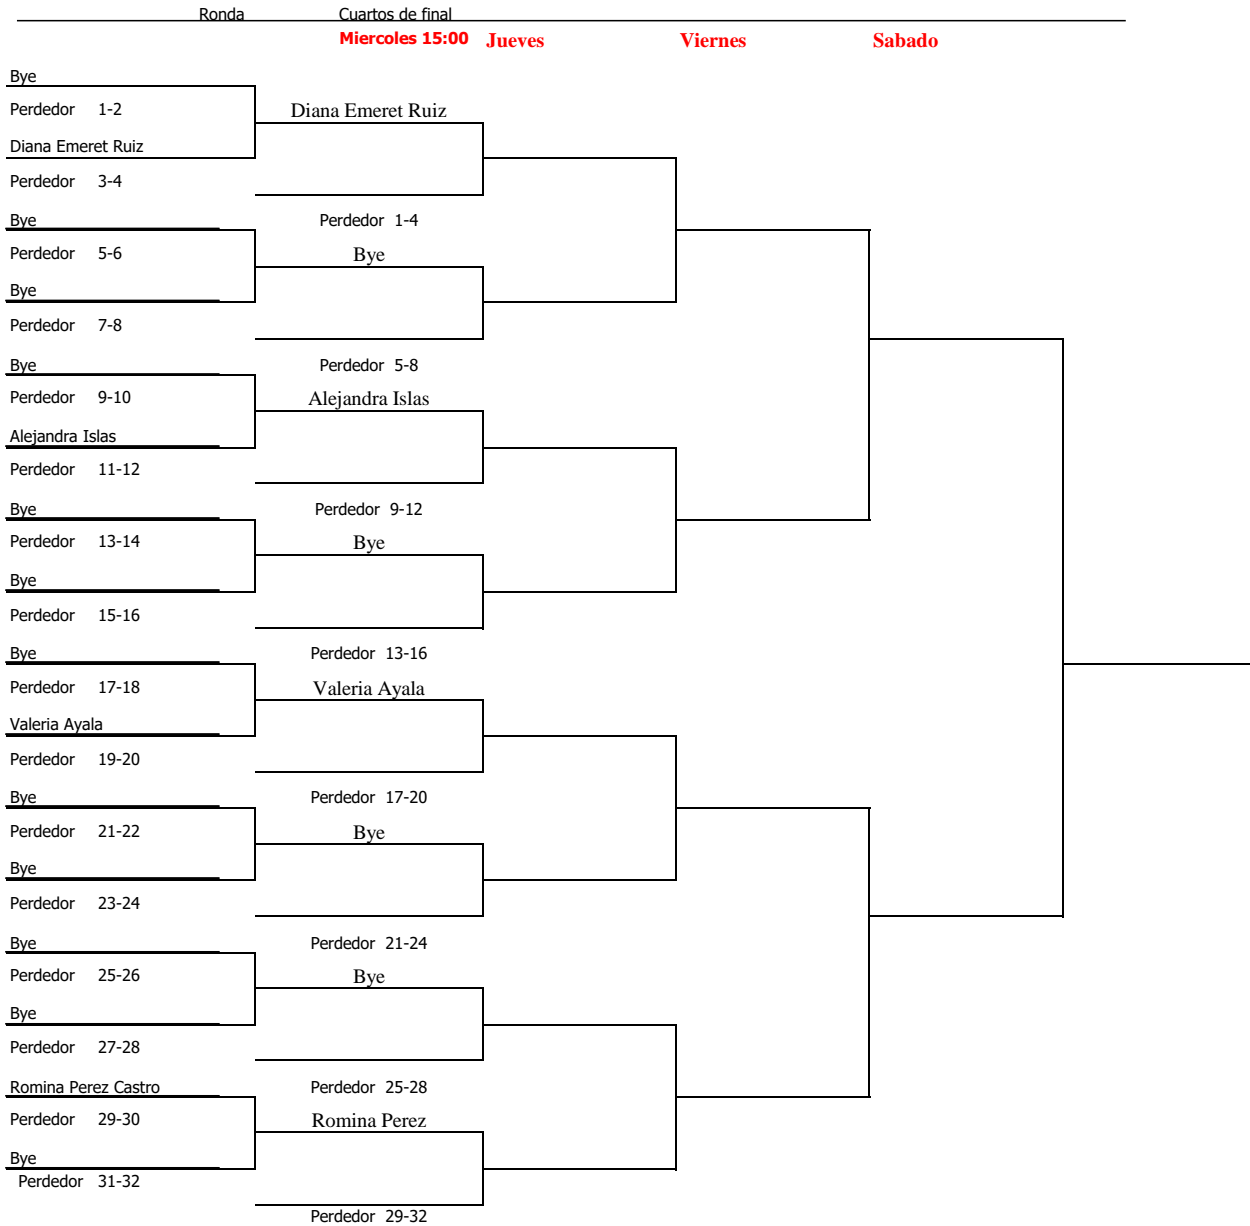 Ronda Cuartos de final
Miercoles 15:00 Jueves Viernes Sabado
Bye
Perdedor 1-2 Diana Emeret Ruiz
Diana Emeret Ruiz
Perdedor 3-4
Bye Perdedor 1-4
Perdedor 5-6 Bye
Bye
Perdedor 7-8
Bye Perdedor 5-8
Perdedor 9-10 Alejandra Islas
Alejandra Islas
Perdedor 11-12
Bye Perdedor 9-12
Perdedor 13-14 Bye
Bye
Perdedor 15-16
Bye Perdedor 13-16
Perdedor 17-18 Valeria Ayala
Valeria Ayala
Perdedor 19-20
Bye Perdedor 17-20
Perdedor 21-22 Bye
Bye
Perdedor 23-24
Bye Perdedor 21-24
Perdedor 25-26 Bye
Bye
Perdedor 27-28
Romina Perez Castro Perdedor 25-28
Perdedor 29-30 Romina Perez
Bye
Perdedor 31-32
Perdedor 29-32